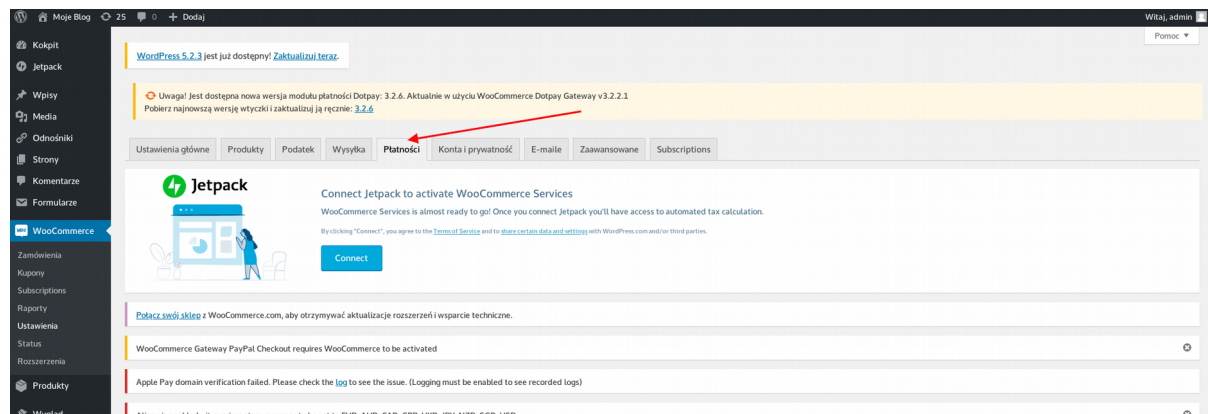 Moje Blog 25 0 + Dodaj Witaj, admin
Pomoc
Kokpit
Jetpack
Wpisy
Media
Odnośniki
Strony
Komentarze
Formularze
WooCommerce
Zamówienia
Kupony
Subscriptions
Raporty
Ustawienia
Status
Rozszerzenia
Produkty
Wygląd
WordPress 5.2.3 jest już dostępny! Zaktualizuj teraz.
Uwaga! Jest dostępna nowa wersja modułu płatności Dotpay: 3.2.6. Aktualnie w użyciu WooCommerce Dotpay Gateway v3.2.2.1
Pobierz najnowszą wersję wtyczki i zaktualizuj ją ręcznie: 3.2.6
Ustawienia główne Produkty Podatek Wysyłka Płatności Konta i prywatność E-maile Zaawansowane Subscriptions
Jetpack
Connect Jetpack to activate WooCommerce Services
WooCommerce Services is almost ready to go! Once you connect Jetpack you'll have access to automated tax calculation.
By clicking "Connect", you agree to the Terms of Service and to share certain data and settings with WordPress.com and/or third parties.
Connect
Połącz swój sklep z WooCommerce.com, aby otrzymywać aktualizacje rozszerzeń i wsparcie techniczne.
WooCommerce Gateway PayPal Checkout requires WooCommerce to be activated
Apple Pay domain verification failed. Please check the log to see the issue. (Logging must be enabled to see recorded logs)